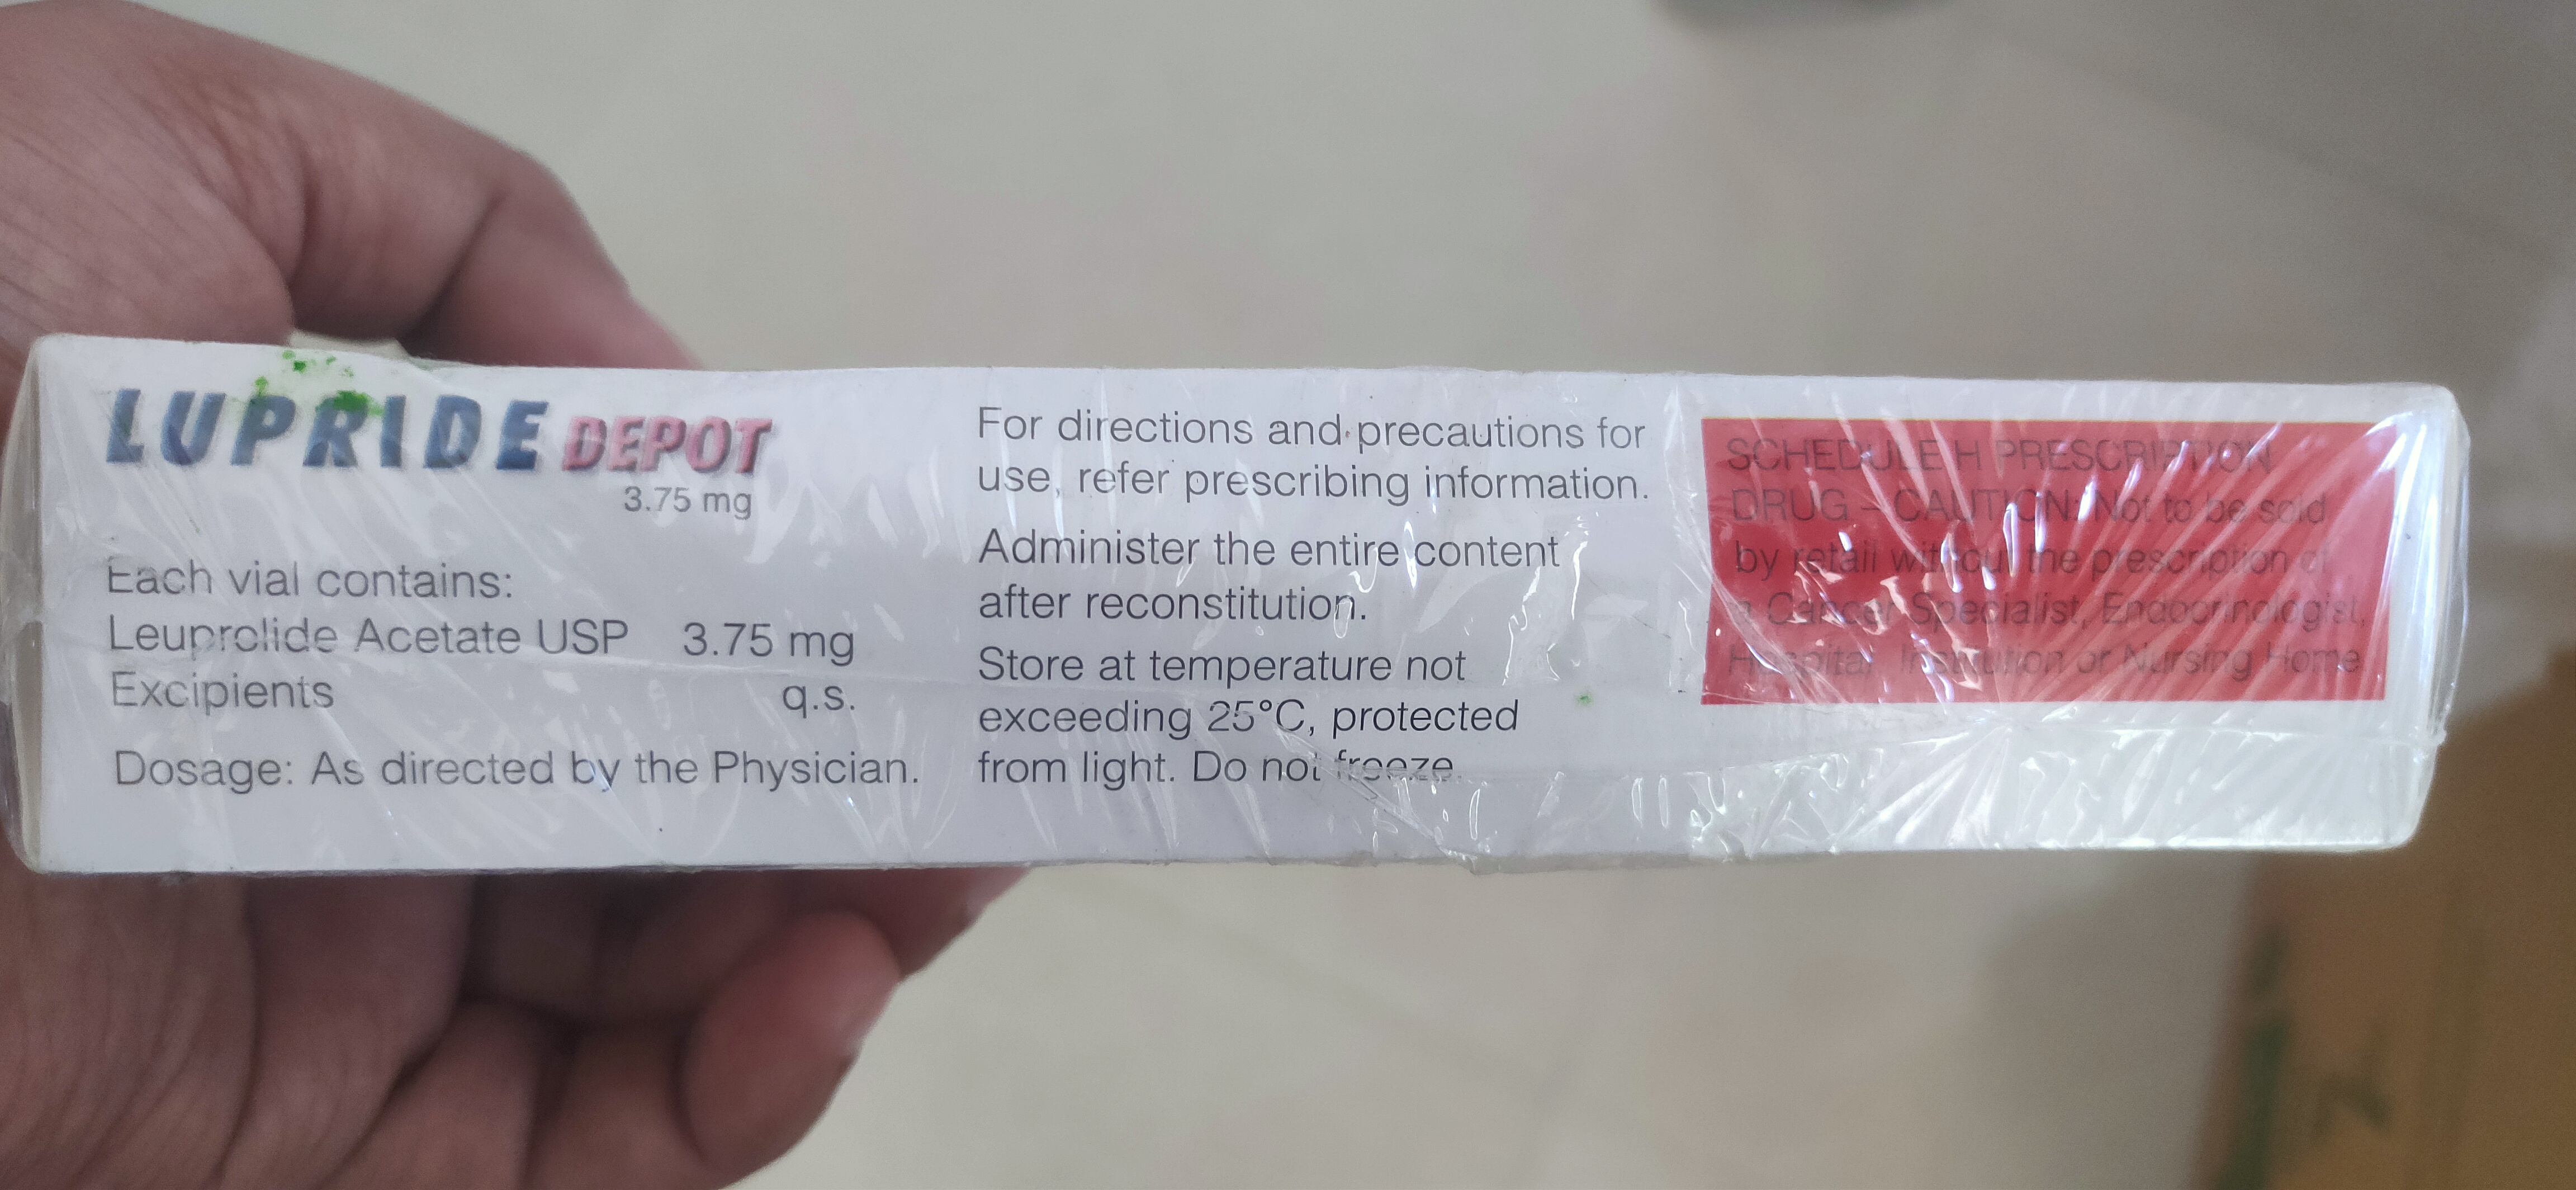 LUPRIDE DEPOT
3.75 mg
Each vial contains:
Leuprolide Acetate USP 3.75 mg
Excipients q.s.
Dosage: As directed by the Physician.
For directions and precautions for
use, refer prescribing information.
Administer the entire content
after reconstitution.
Store at temperature not
exceeding 25°C, protected
from light. Do not freeze.
SCHEDULE H PRESCRIPTION
DRUG - CAUTION: Not to be sold
by retail without the prescription of
a Cancer Specialist, Endocrinologist,
Hospital, Institution or Nursing Home